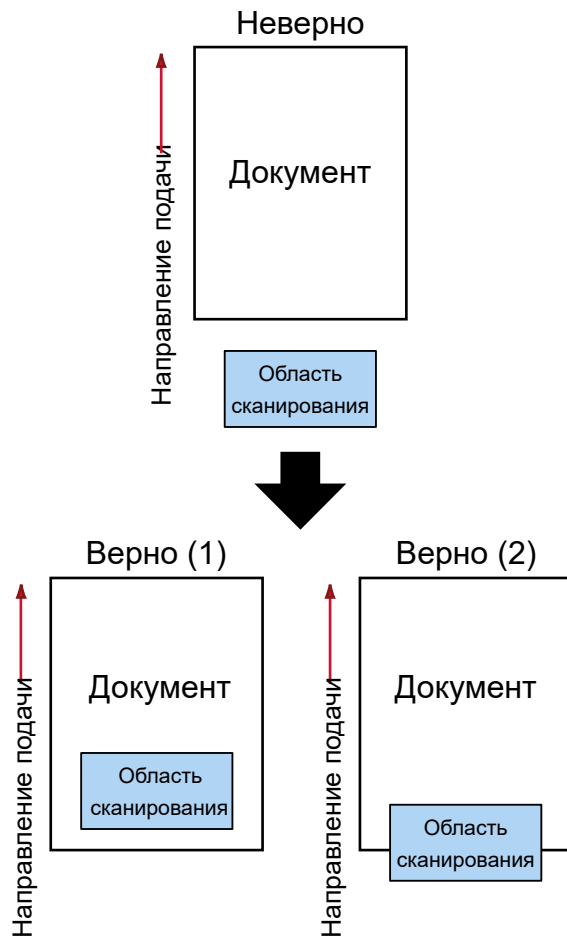 Неверно
Направление подачи
Документ
Область
сканирования
Верно (1)
Верно (2)
Направление подачи
Документ
Область
сканирования
Направление подачи
Документ
Область
сканирования